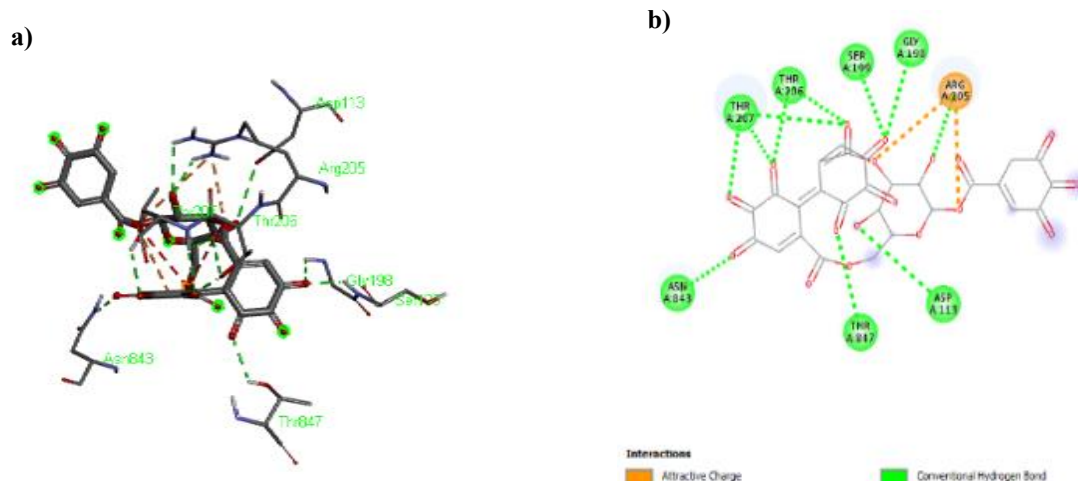 a)
Asp113
Arg205
Thr206
Gly198
Asn843
Thr847
b)
THR
A:207
THR
A:206
SER
A:199
GLY
A:198
ARG
A:205
ASN
A:843
THR
A:847
ASP
A:113
Interactions
Attractive Charge
Conventional Hydrogen Bond